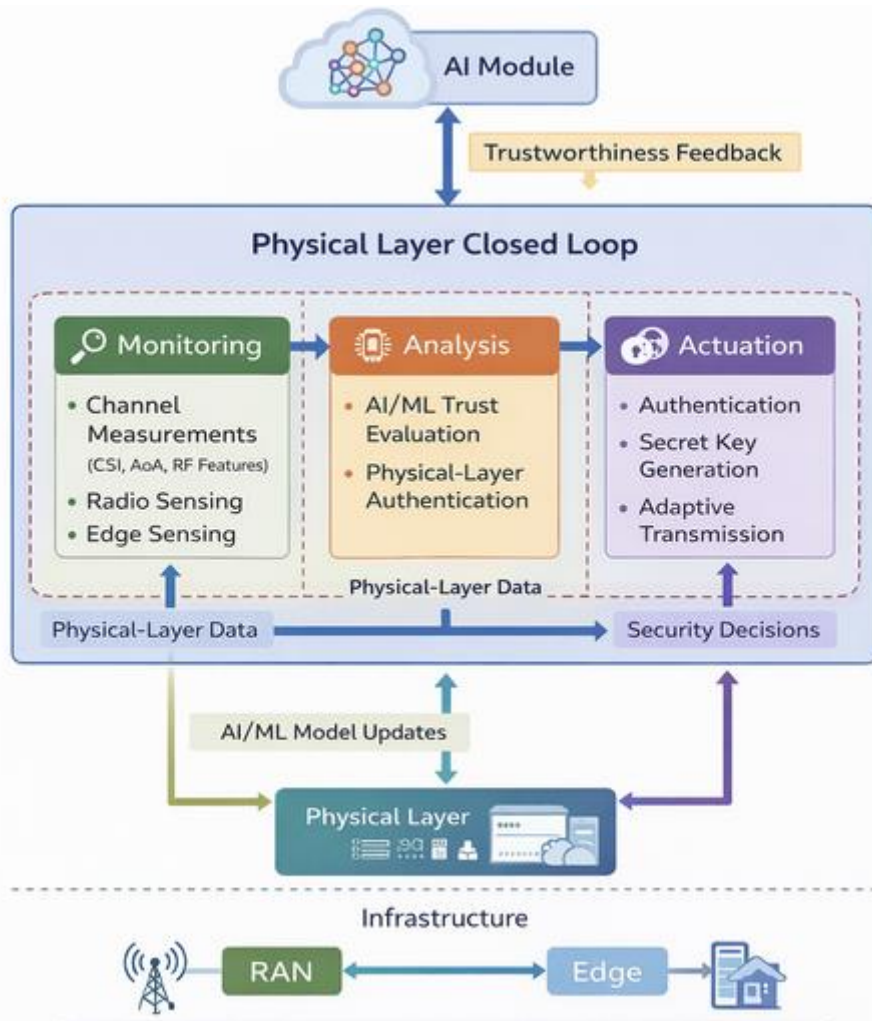 AI Module
Trustworthiness Feedback
Physical Layer Closed Loop
Monitoring
• Channel
Measurements
(CSI, AoA, RF Features)
• Radio Sensing
• Edge Sensing
Analysis
• AI/ML Trust
Evaluation
• Physical-Layer
Authentication
Actuation
• Authentication
• Secret Key
Generation
• Adaptive
Transmission
Physical-Layer Data
Physical-Layer Data
Security Decisions
AI/ML Model Updates
Physical Layer
Infrastructure
RAN
Edge